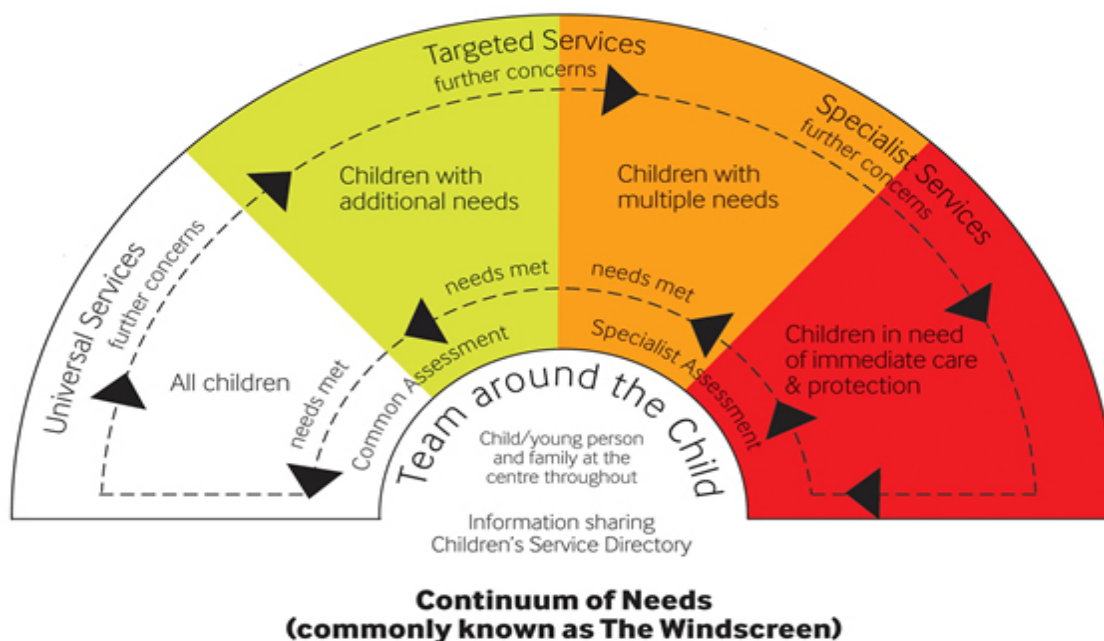 Universal Services
further concerns
All children
needs met
Common Assessment
Targeted Services
further concerns
Children with
additional needs
needs met
Children with
multiple needs
needs met
Specialist Assessment
Specialist Services
further concerns
Children in need
of immediate care
& protection
Team around the Child
Child/young person
and family at the
centre throughout
Information sharing
Children's Service Directory
Continuum of Needs
(commonly known as The Windscreen)